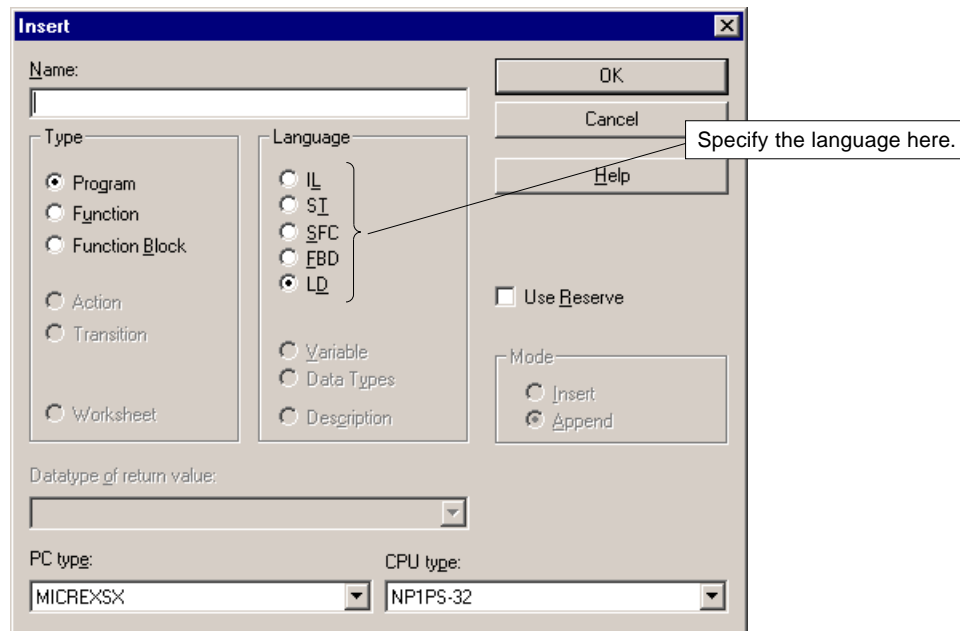 Insert
Name:
OK
Cancel
Help
Specify the language here.
Type
Program
Function
Function Block
Action
Transition
Worksheet
Language
IL
ST
SFC
FBD
LD
Variable
Data Types
Description
Use Reserve
Mode
Insert
Append
Datatype of return value:
PC type:
MICREXSX
CPU type:
NP1PS-32